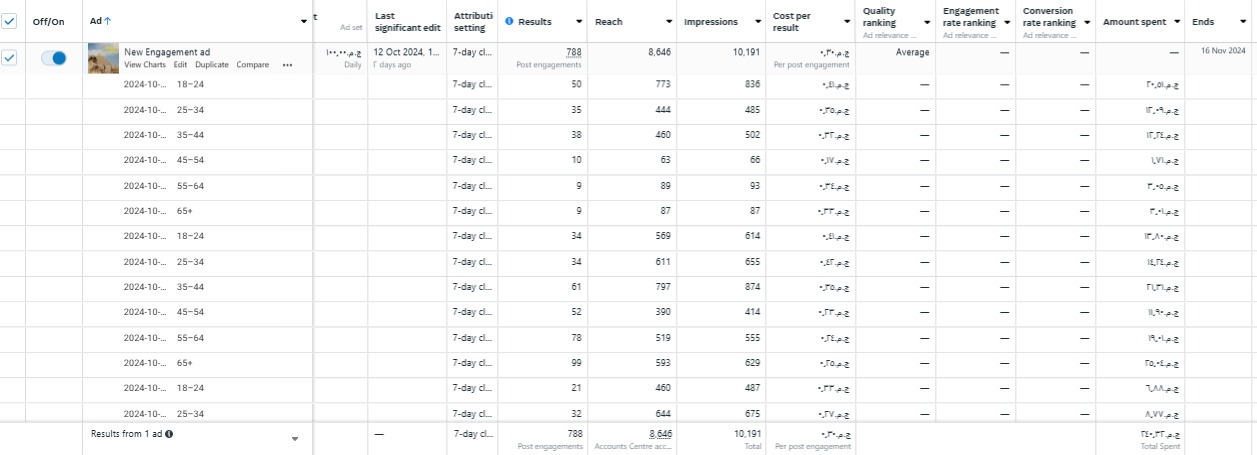 t
Off/On Ad ↑ Ad set Last significant edit Attributi setting Results Reach Impressions Cost per result Quality ranking Ad relevance ... Engagement rate ranking Ad relevance ... Conversion rate ranking Ad relevance ... Amount spent Ends
New Engagement ad ج.م.١٠٠٫٠٠ 12 Oct 2024, 1... 7-day cl... 788 8,646 10,191 ج.م.٠٫٣٠ Average — — — 16 Nov 2024
View Charts Edit Duplicate Compare ... Daily 7 days ago Post engagements Per post engagement
2024-10-... 18–24 7-day cl... 50 773 836 ج.م.٠٫٤١ — — — ج.م.٢٠٫٥١
2024-10-... 25–34 7-day cl... 35 444 485 ج.م.٠٫٣٥ — — — ج.م.١٢٫٠٩
2024-10-... 35–44 7-day cl... 38 460 502 ج.م.٠٫٣٢ — — — ج.م.١٢٫٢٤
2024-10-... 45–54 7-day cl... 10 63 66 ج.م.٠٫١٧ — — — ج.م.١٫٧١
2024-10-... 55–64 7-day cl... 9 89 93 ج.م.٠٫٣٤ — — — ج.م.٣٫٠٥
2024-10-... 65+ 7-day cl... 9 87 87 ج.م.٠٫٣٣ — — — ج.م.٣٫٠١
2024-10-... 18–24 7-day cl... 34 569 614 ج.م.٠٫٤١ — — — ج.م.١٣٫٨٠
2024-10-... 25–34 7-day cl... 34 611 655 ج.م.٠٫٤٢ — — — ج.م.١٤٫٢٤
2024-10-... 35–44 7-day cl... 61 797 874 ج.م.٠٫٣٥ — — — ج.م.٢١٫٣١
2024-10-... 45–54 7-day cl... 52 390 414 ج.م.٠٫٢٣ — — — ج.م.١١٫٩٠
2024-10-... 55–64 7-day cl... 78 519 555 ج.م.٠٫٢٤ — — — ج.م.١٩٫٠١
2024-10-... 65+ 7-day cl... 99 593 629 ج.م.٠٫٢٥ — — — ج.م.٢٥٫٠٤
2024-10-... 18–24 7-day cl... 21 460 487 ج.م.٠٫٣٣ — — — ج.م.٦٫٨٨
2024-10-... 25–34 7-day cl... 32 644 675 ج.م.٠٫٢٧ — — — ج.م.٨٫٧٧
Results from 1 ad — 7-day cl... 788 8,646 10,191 ج.م.٠٫٣٠ ج.م.٢٤٠٫٣٢
Post engagements Accounts Centre acc... Total Per post engagement Total Spent